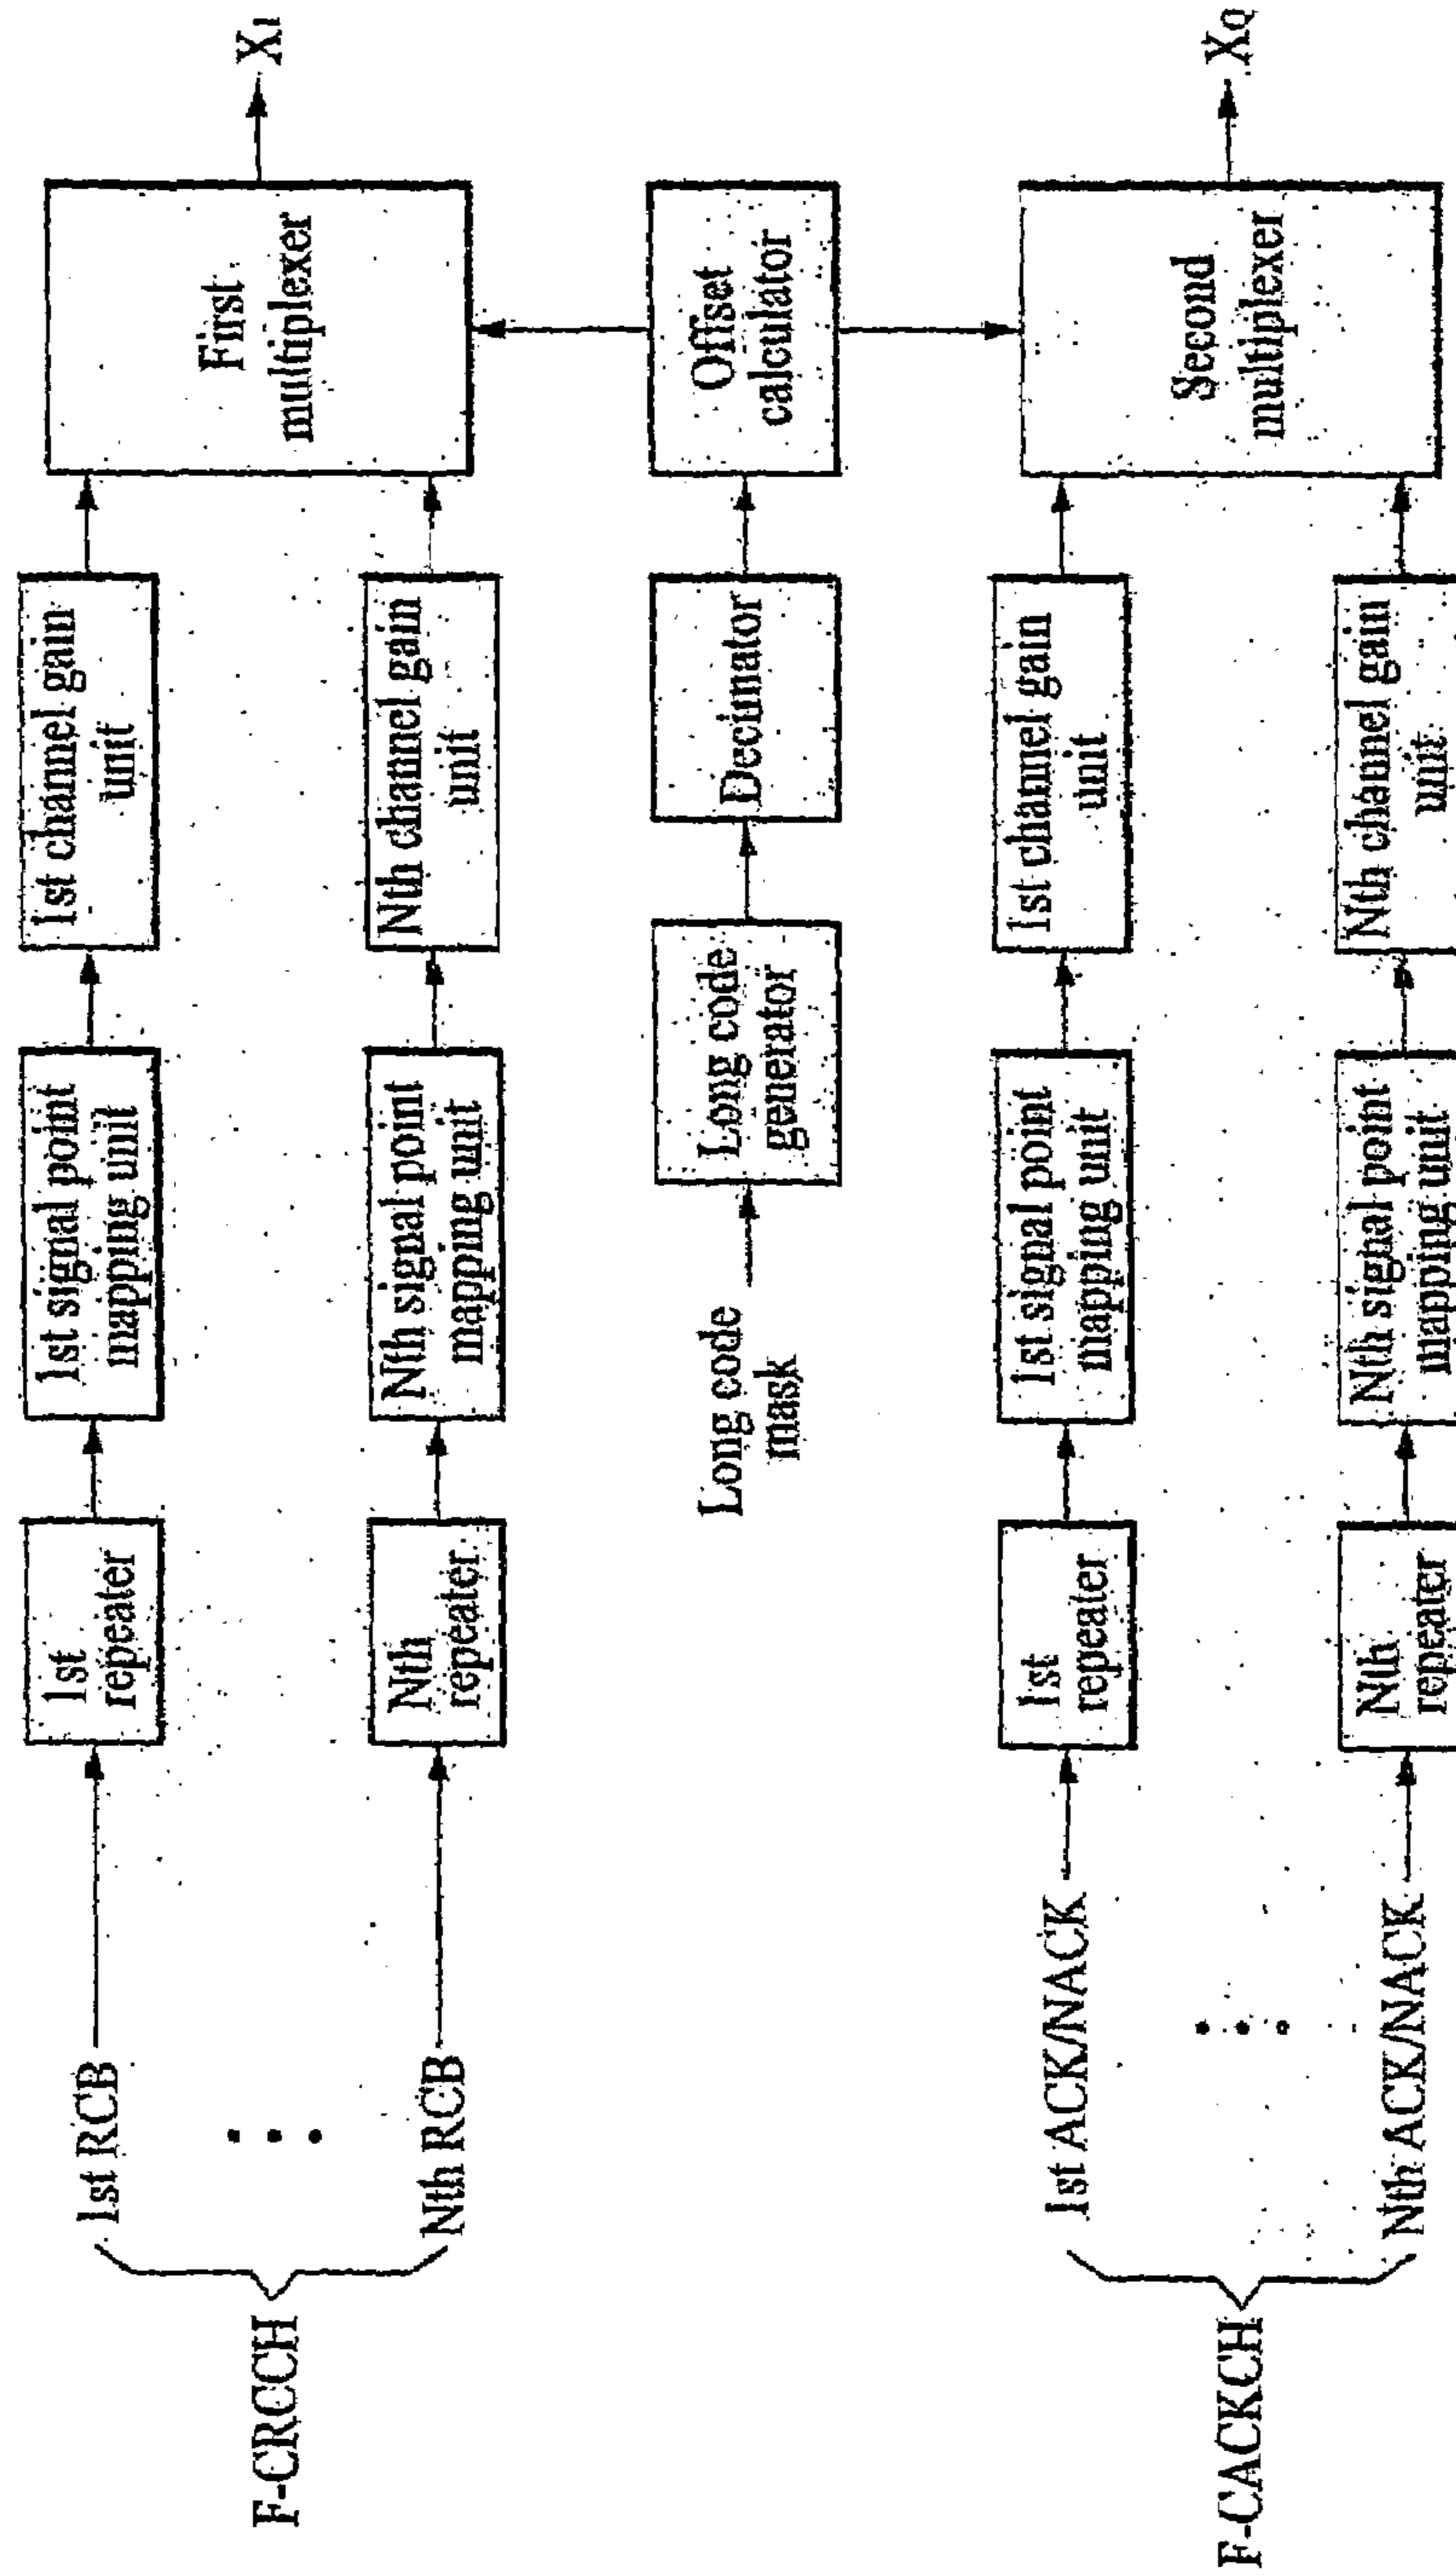 F-CRCCH
1st RCB
Nth RCB
1st
repeater
Nth
repeater
1st signal point
mapping unit
Nth signal point
mapping unit
1st channel gain
unit
Nth channel gain
unit
First
multiplexer
XI
Long code
mask
Long code
generator
Decimator
Offset
calculator
F-CACKCH
1st ACK/NACK
Nth ACK/NACK
1st
repeater
Nth
repeater
1st signal point
mapping unit
Nth signal point
mapping unit
1st channel gain
unit
Nth channel gain
unit
Second
multiplexer
XQ